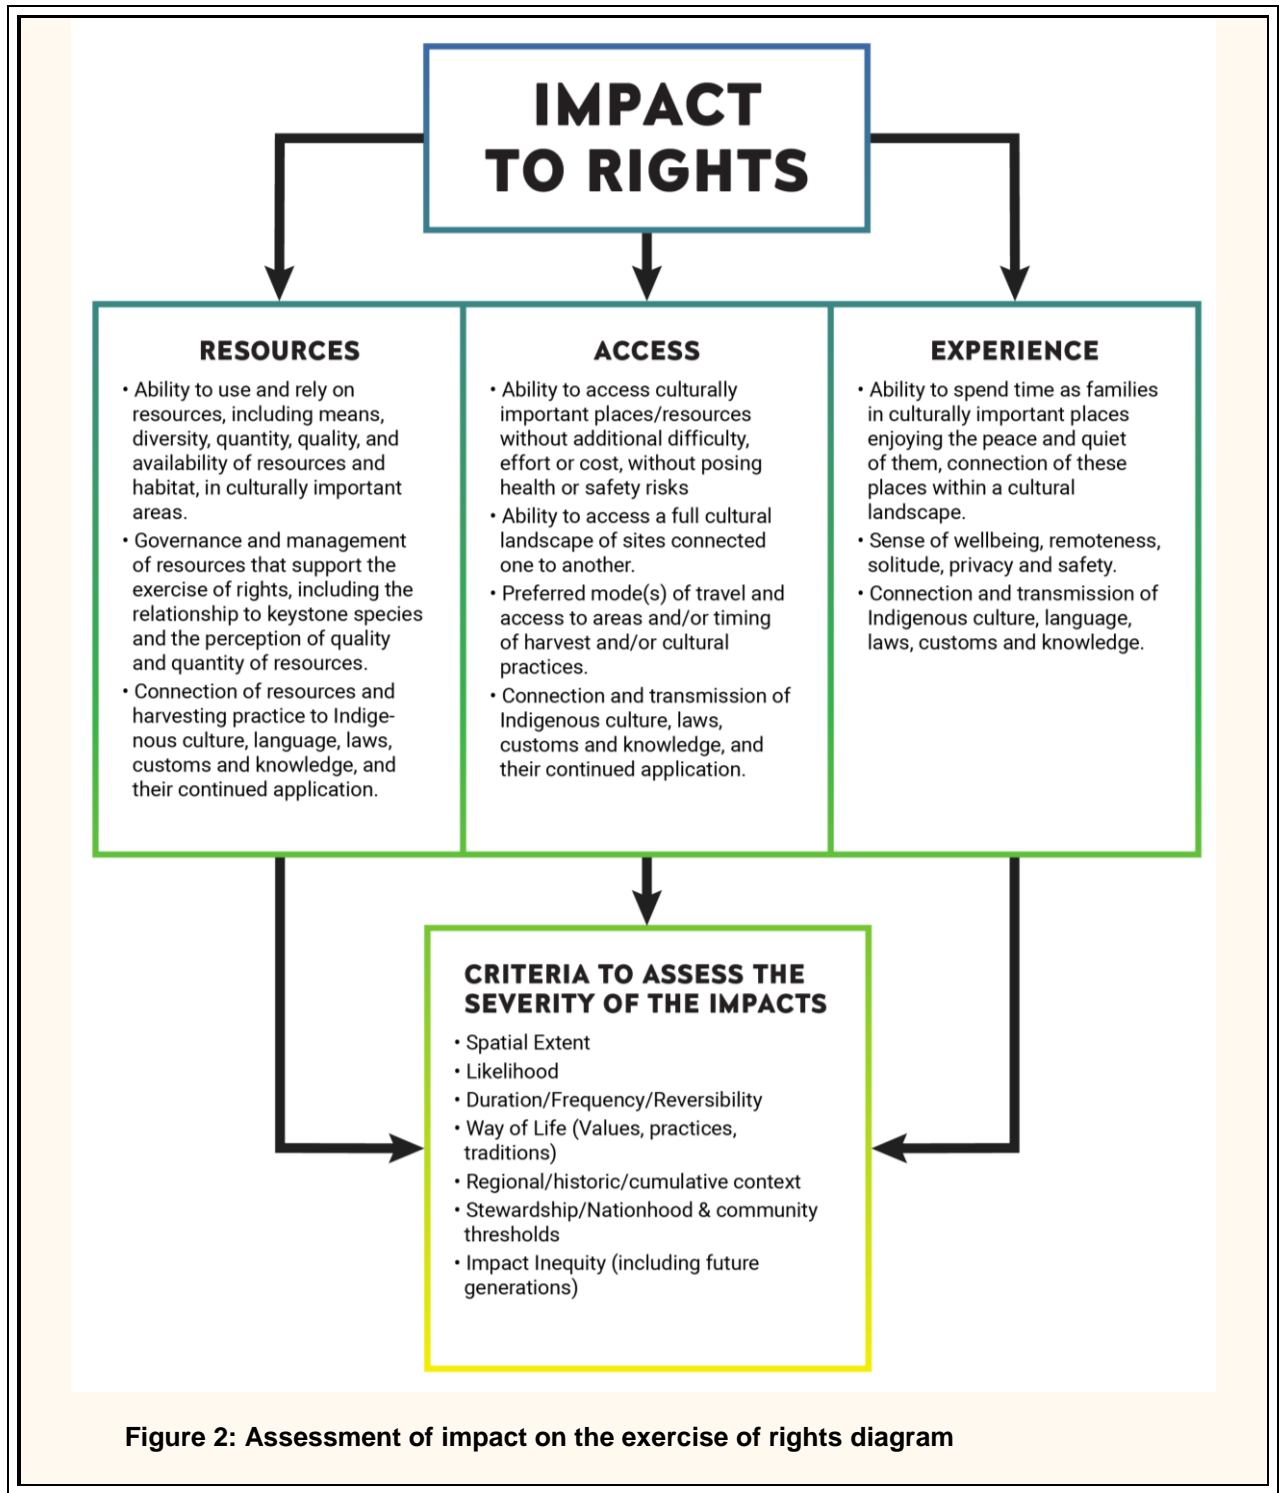 IMPACT
TO RIGHTS
RESOURCES
• Ability to use and rely on
resources, including means,
diversity, quantity, quality, and
availability of resources and
habitat, in culturally important
areas.
• Governance and management
of resources that support the
exercise of rights, including the
relationship to keystone species
and the perception of quality
and quantity of resources.
• Connection of resources and
harvesting practice to Indige-
nous culture, language, laws,
customs and knowledge, and
their continued application.
ACCESS
• Ability to access culturally
important places/resources
without additional difficulty,
effort or cost, without posing
health or safety risks
• Ability to access a full cultural
landscape of sites connected
one to another.
• Preferred mode(s) of travel and
access to areas and/or timing
of harvest and/or cultural
practices.
• Connection and transmission of
Indigenous culture, laws,
customs and knowledge, and
their continued application.
EXPERIENCE
• Ability to spend time as families
in culturally important places
enjoying the peace and quiet
of them, connection of these
places within a cultural
landscape.
• Sense of wellbeing, remoteness,
solitude, privacy and safety.
• Connection and transmission of
Indigenous culture, language,
laws, customs and knowledge.
CRITERIA TO ASSESS THE
SEVERITY OF THE IMPACTS
• Spatial Extent
• Likelihood
• Duration/Frequency/Reversibility
• Way of Life (Values, practices,
traditions)
• Regional/historic/cumulative context
• Stewardship/Nationhood & community
thresholds
• Impact Inequity (including future
generations)
Figure 2: Assessment of impact on the exercise of rights diagram